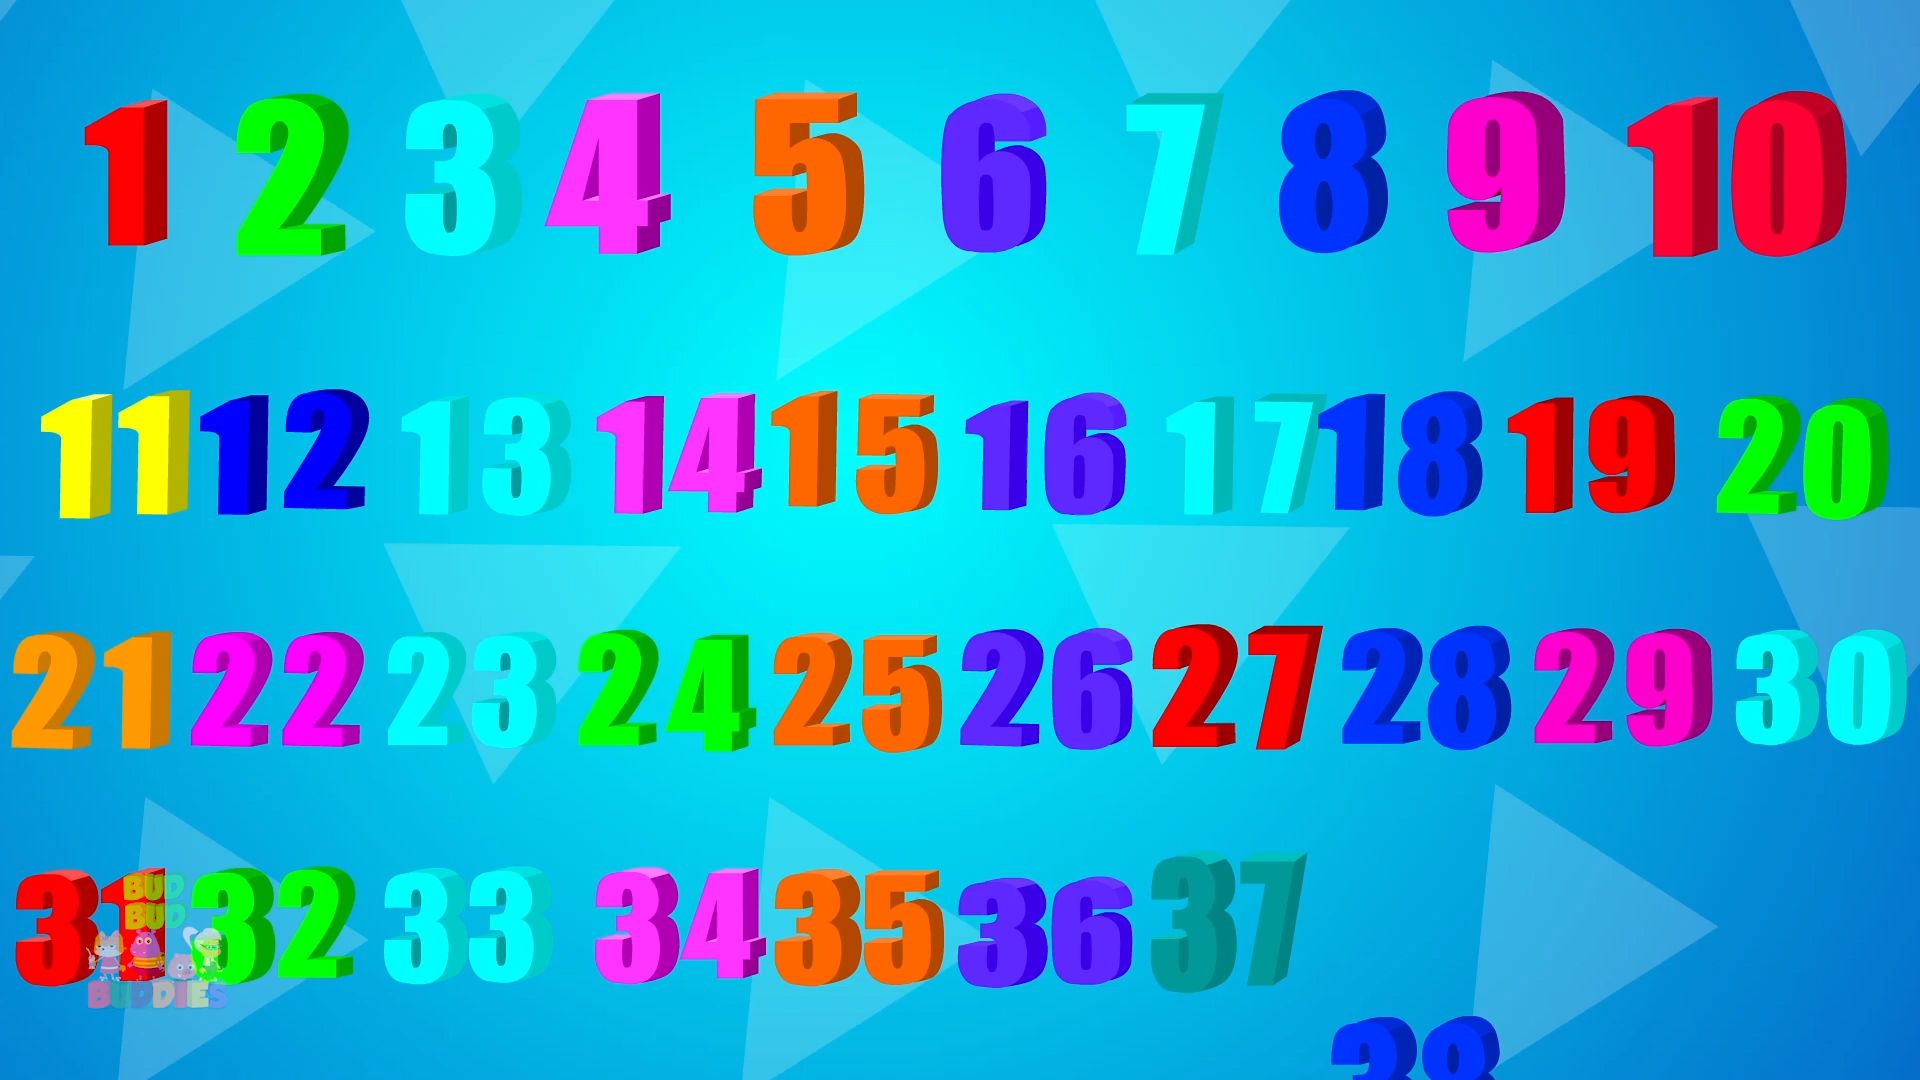 1 2 3 4 5 6 7 8 9 10
11 12 13 14 15 16 17 18 19 20
21 22 23 24 25 26 27 28 29 30
31 32 33 34 35 36 37
BUD
BUD
BUDDIES
38